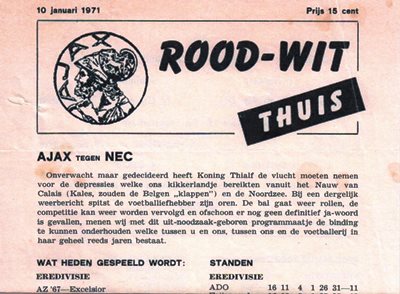 10 januari 1971 Prijs 15 cent
AJAX
ROOD-WIT
THUIS
AJAX TEGEN NEC
Onverwacht maar gedecideerd heeft Koning Thialf de vlucht moeten nemen
voor de depressies welke ons kikkerlandje bereikten vanuit het Nauw van
Calais (Kales, zouden de Belgen „klappen”) en de Noordzee. Bij een dergelijk
weerbericht spitst de voetballiefhebber zijn oren. De bal gaat weer rollen, de
competitie kan weer worden vervolgd en ofschoon er nog geen definitief ja-woord
is gevallen, menen wij met dit uit-noodzaak-geboren programmaatje de binding
te kunnen onderhouden welke tussen u en ons, tussen ons en de voetballerij in
haar geheel reeds jaren bestaat.
WAT HEDEN GESPEELD WORDT:
EREDIVISIE
AZ '67—Excelsior
STANDEN
EREDIVISIE
ADO 16 11 4 1 26 31—11